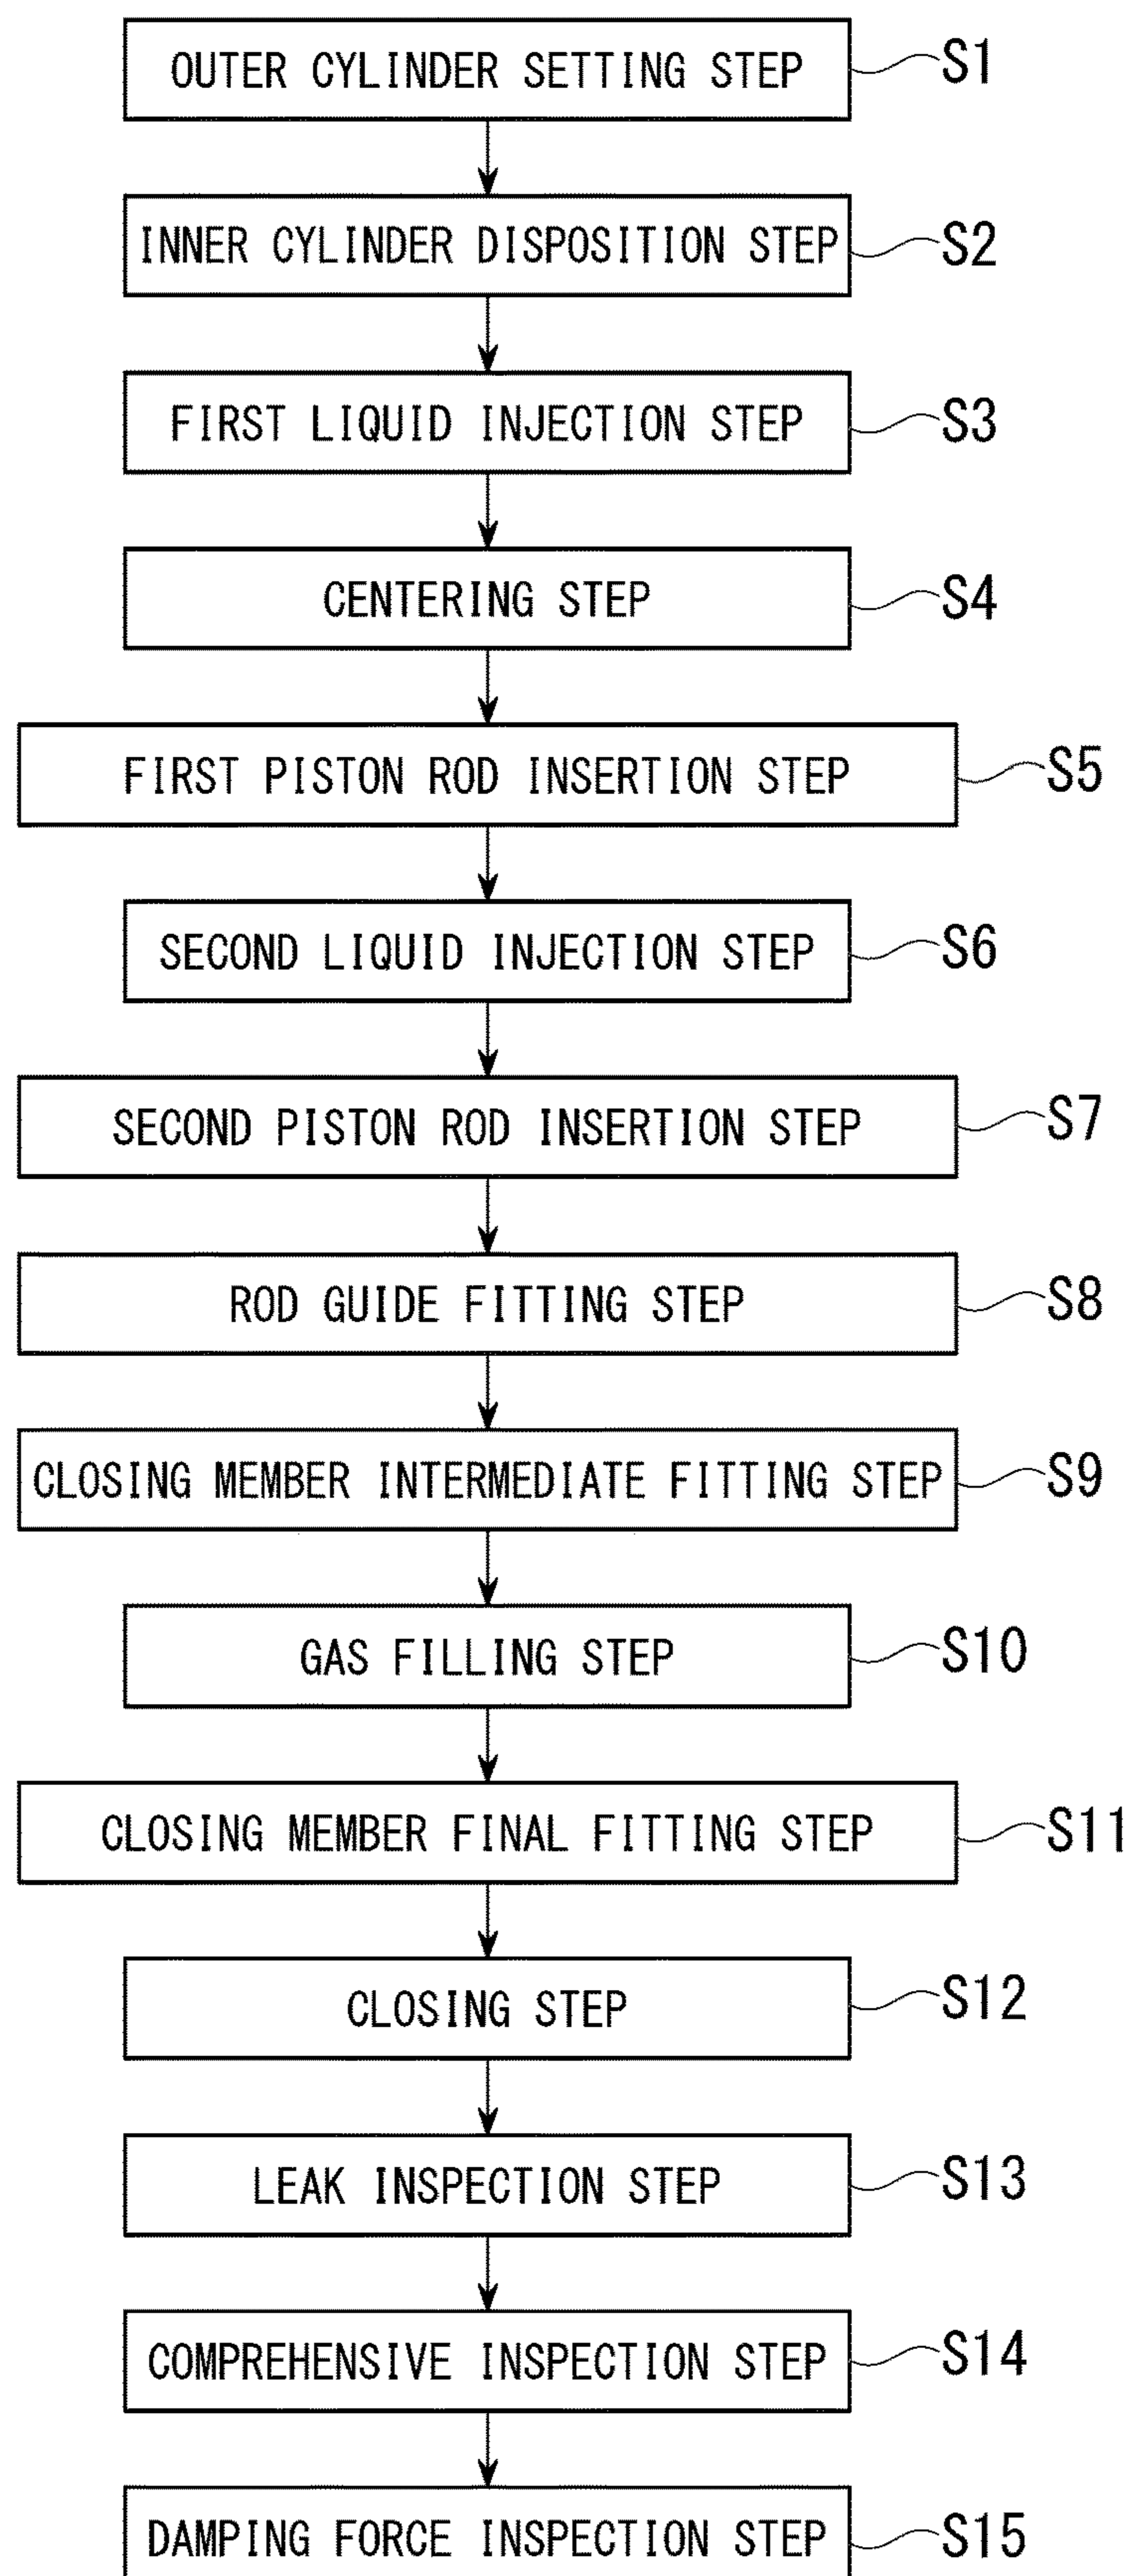 OUTER CYLINDER SETTING STEP S1
INNER CYLINDER DISPOSITION STEP S2
FIRST LIQUID INJECTION STEP S3
CENTERING STEP S4
FIRST PISTON ROD INSERTION STEP S5
SECOND LIQUID INJECTION STEP S6
SECOND PISTON ROD INSERTION STEP S7
ROD GUIDE FITTING STEP S8
CLOSING MEMBER INTERMEDIATE FITTING STEP S9
GAS FILLING STEP S10
CLOSING MEMBER FINAL FITTING STEP S11
CLOSING STEP S12
LEAK INSPECTION STEP S13
COMPREHENSIVE INSPECTION STEP S14
DAMPING FORCE INSPECTION STEP S15